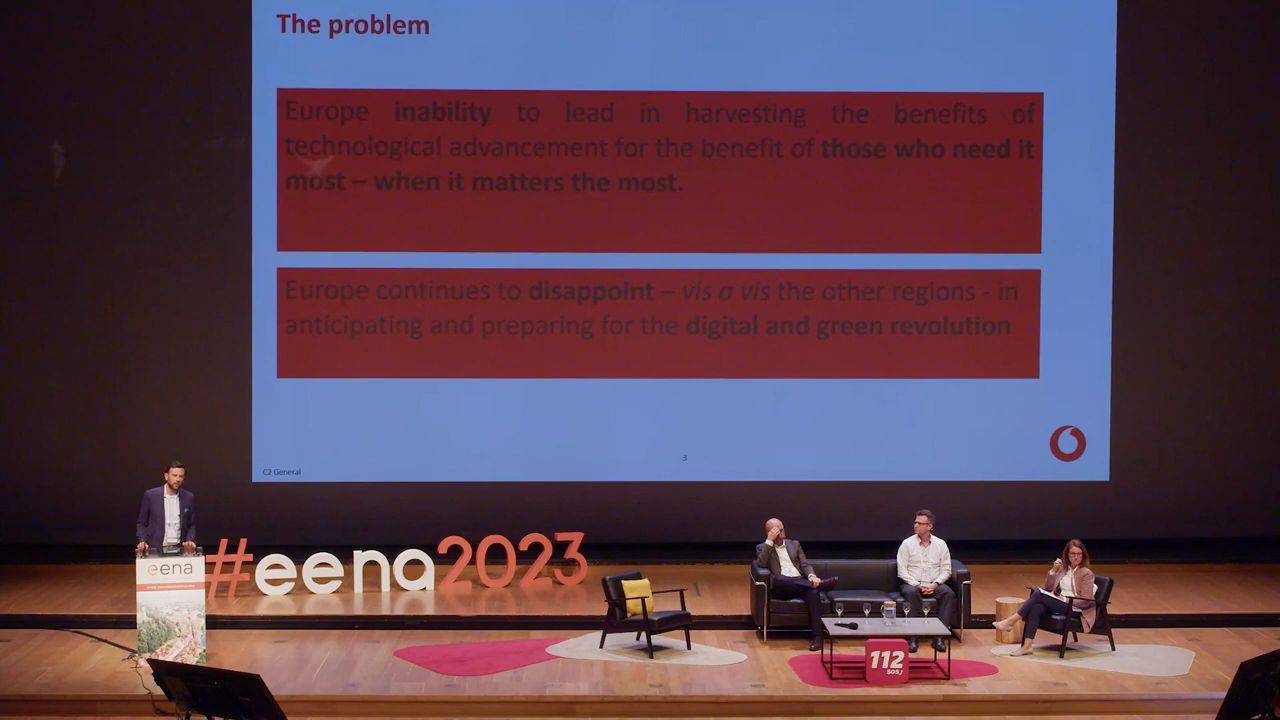 The problem
Europe inability to lead in harvesting the benefits of
technological advancement for the benefit of those who need it
most – when it matters the most.
Europe continues to disappoint – vis a vis the other regions - in
anticipating and preparing for the digital and green revolution
3
C2 General
#eena2023
eena
112
SOS